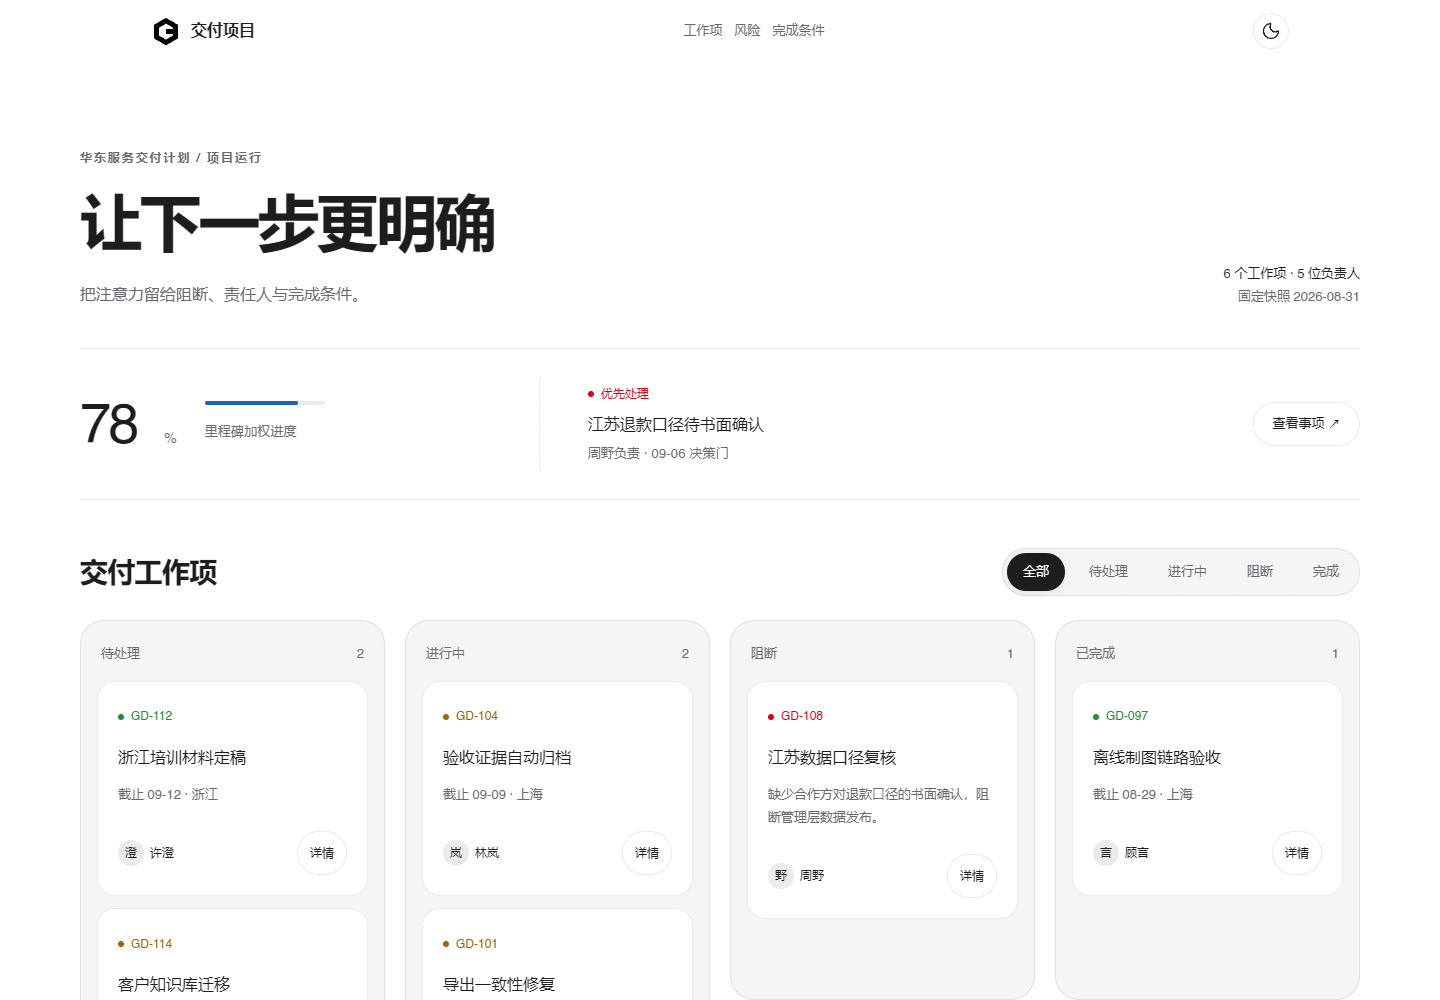 交付项目
工作项 风险 完成条件
华东服务交付计划 / 项目运行
让下一步更明确
把注意力留给阻断、责任人与完成条件。
6 个工作项 · 5 位负责人
固定快照 2026-08-31
78 %
里程碑加权进度
优先处理
江苏退款口径待书面确认
周野负责 · 09-06 决策门
查看事项 ↗
交付工作项
全部 待处理 进行中 阻断 完成
待处理 2
GD-112
浙江培训材料定稿
截止 09-12 · 浙江
澄 许澄 详情
GD-114
客户知识库迁移
进行中 2
GD-104
验收证据自动归档
截止 09-09 · 上海
岚 林岚 详情
GD-101
导出一致性修复
阻断 1
GD-108
江苏数据口径复核
缺少合作方对退款口径的书面确认，阻
断管理层数据发布。
野 周野 详情
已完成 1
GD-097
离线制图链路验收
截止 08-29 · 上海
言 顾言 详情